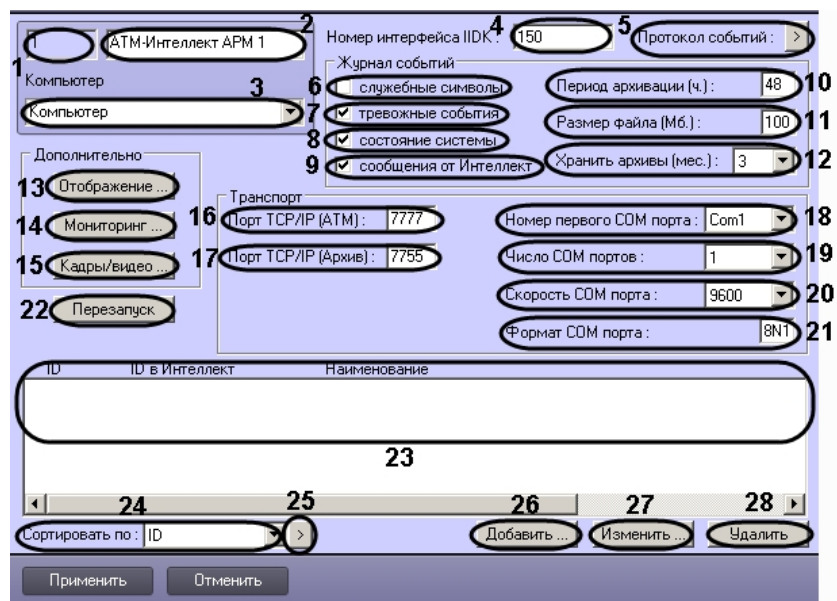 2 4 5
1 АТМ-Интеллект АРМ 1 Номер интерфейса IIDK : 150 Протокол событий : >
1
Журнал событий
Компьютер 3
Компьютер
6 служебные символы Период архивации (ч.) : 48 10
7 тревожные события Размер файла (Мб.) : 100 11
8 состояние системы
9 сообщения от Интеллект Хранить архивы (мес.) : 3 12
Дополнительно
13 Отображение ...
14 Мониторинг ...
15 Кадры/видео ...
22 Перезапуск
Транспорт
16 Порт TCP/IP (АТМ) : 7777 Номер первого COM порта : Com1 18
17 Порт TCP/IP (Архив) : 7755 Число COM портов : 1 19
Скорость COM порта : 9600 20
Формат COM порта : 8N1 21
ID ID в Интеллект Наименование
23
24 25 26 27 28
Сортировать по : ID > Добавить ... Изменить ... Удалить
Применить Отменить